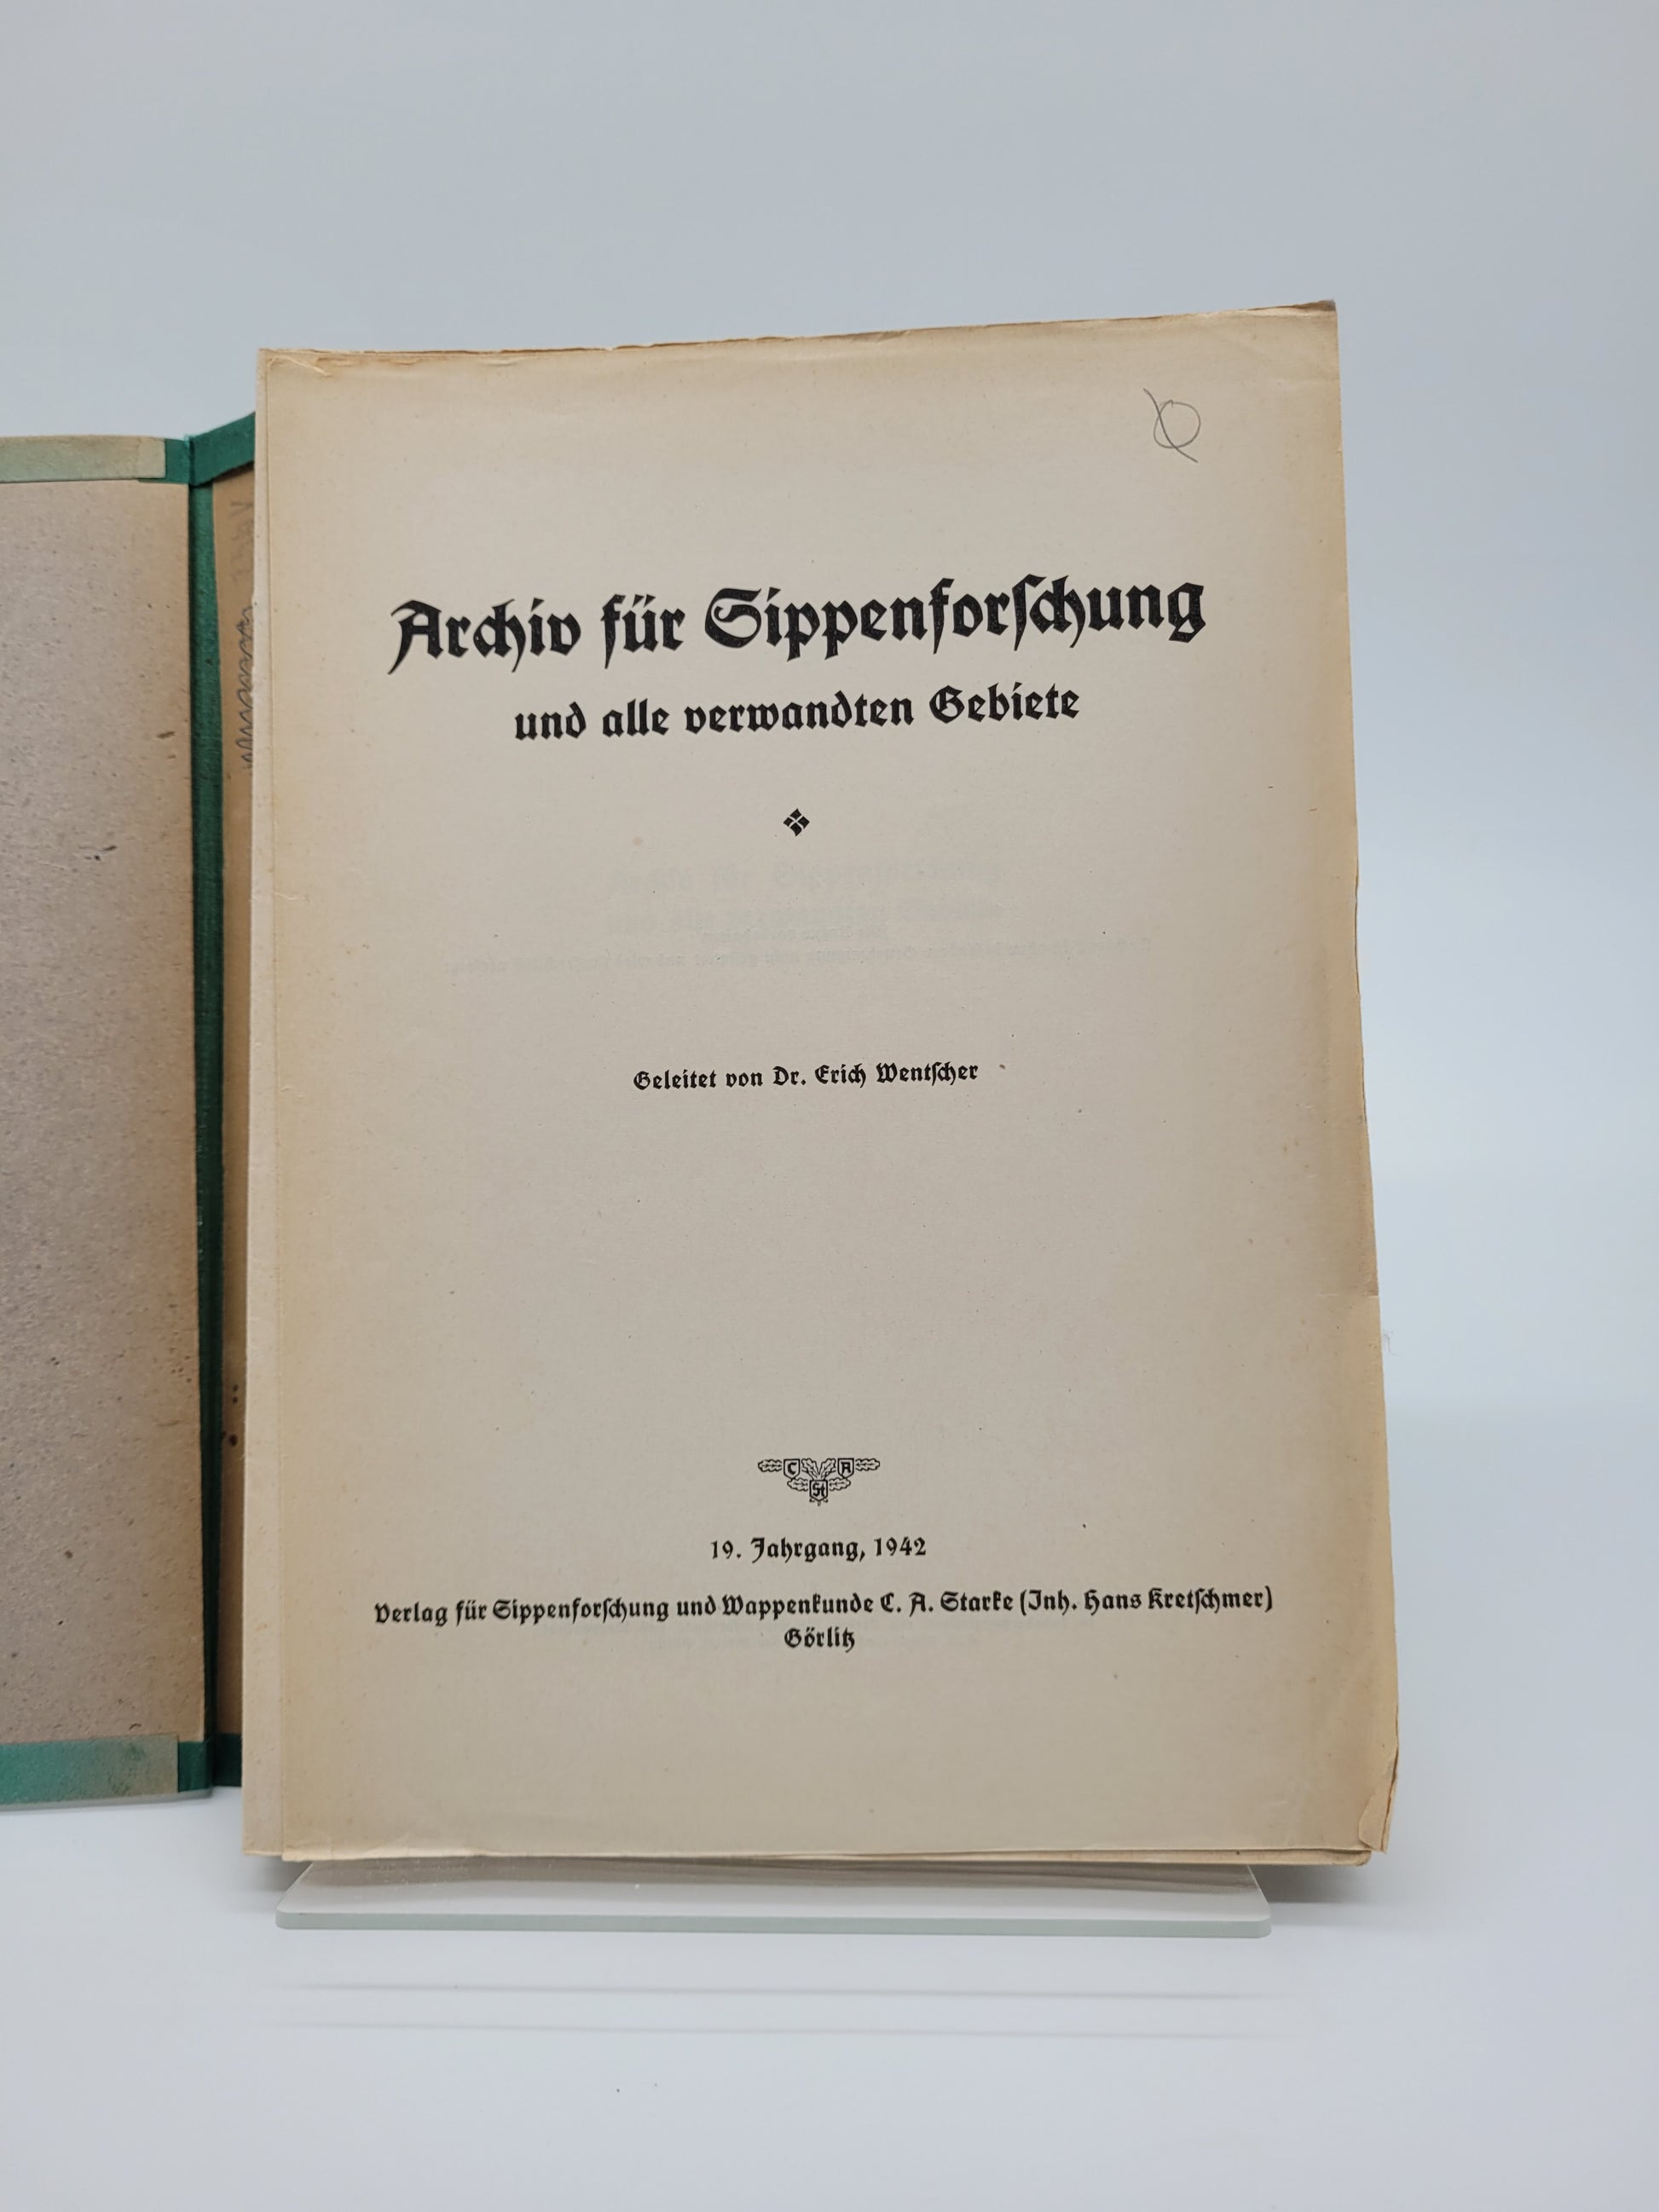 Archiv für Sippenforschung
und alle verwandten Gebiete
Geleitet von Dr. Erich Wentscher
C A
St
19. Jahrgang, 1942
Verlag für Sippenforschung und Wappenkunde C. A. Starke (Inh. Hans Kretschmer)
Görlitz